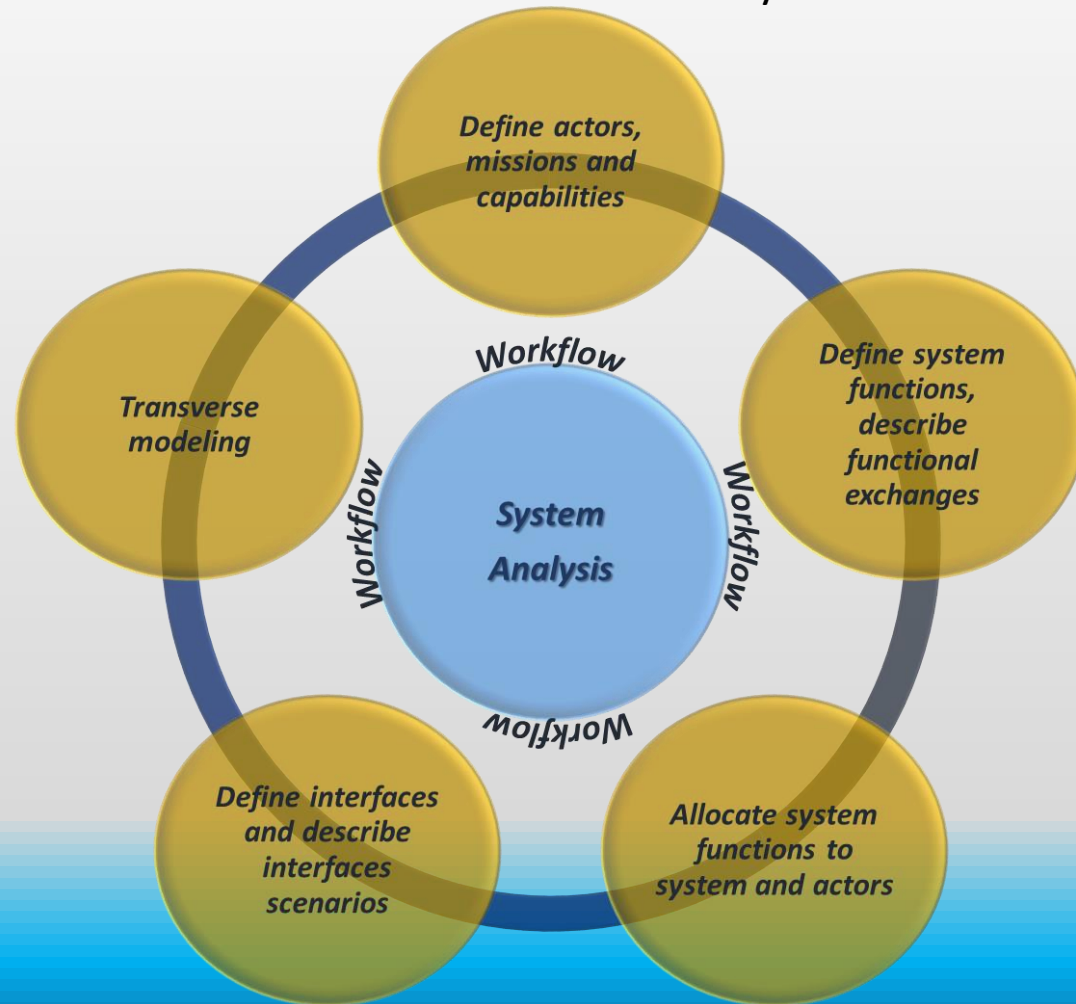 Define actors,
missions and
capabilities
Define system
functions,
describe
functional
exchanges
Allocate system
functions to
system and actors
Define interfaces
and describe
interfaces
scenarios
Transverse
modeling
Workflow
Workflow
Workflow
Workflow
System
Analysis